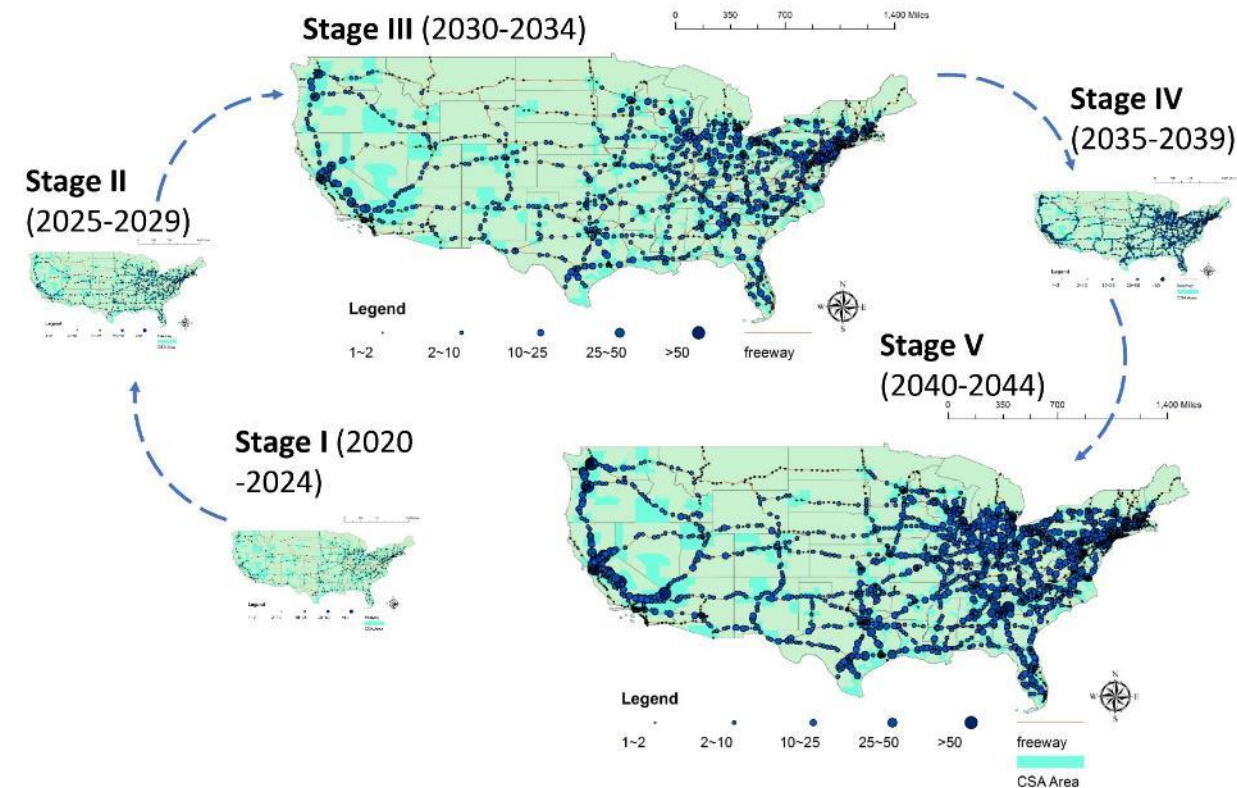 Stage III (2030-2034)
0 350 700 1,400 Miles
Stage IV
(2035-2039)
Stage II
(2025-2029)
N
W E
S
Legend
1~2 2~10 10~25 25~50 >50 freeway
Legend
Stage V
(2040-2044)
0 350 700 1,400 Miles
Stage I (2020
-2024)
Legend
N
W E
S
Legend
1~2 2~10 10~25 25~50 >50 freeway
CSA Area